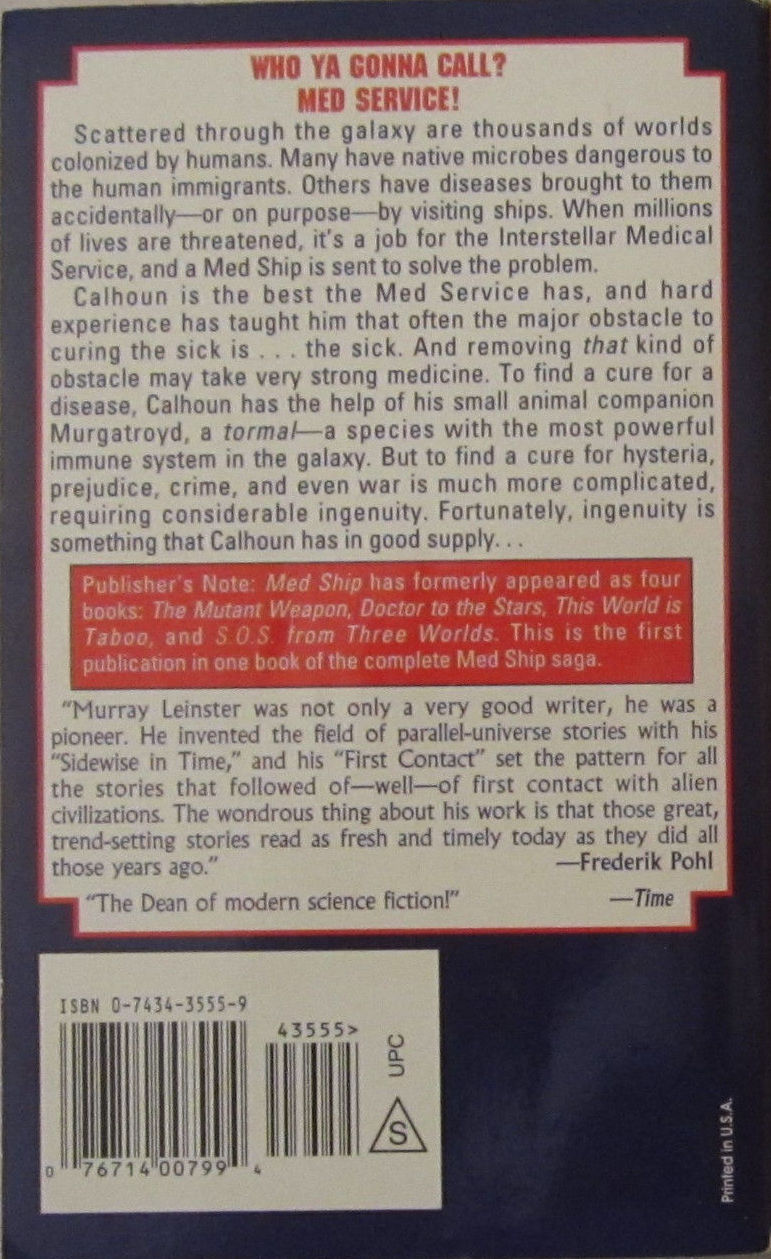 WHO YA GONNA CALL?
MED SERVICE!
Scattered through the galaxy are thousands of worlds
colonized by humans. Many have native microbes dangerous to
the human immigrants. Others have diseases brought to them
accidentally—or on purpose—by visiting ships. When millions
of lives are threatened, it's a job for the Interstellar Medical
Service, and a Med Ship is sent to solve the problem.
Calhoun is the best the Med Service has, and hard
experience has taught him that often the major obstacle to
curing the sick is . . . the sick. And removing that kind of
obstacle may take very strong medicine. To find a cure for a
disease, Calhoun has the help of his small animal companion
Murgatroyd, a tormal—a species with the most powerful
immune system in the galaxy. But to find a cure for hysteria,
prejudice, crime, and even war is much more complicated,
requiring considerable ingenuity. Fortunately, ingenuity is
something that Calhoun has in good supply. . .
Publisher's Note: Med Ship has formerly appeared as four
books: The Mutant Weapon, Doctor to the Stars, This World is
Taboo, and S.O.S. from Three Worlds. This is the first
publication in one book of the complete Med Ship saga.
"Murray Leinster was not only a very good writer, he was a
pioneer. He invented the field of parallel-universe stories with his
"Sidewise in Time," and his "First Contact" set the pattern for all
the stories that followed of—well—of first contact with alien
civilizations. The wondrous thing about his work is that those great,
trend-setting stories read as fresh and timely today as they did all
those years ago." —Frederik Pohl
"The Dean of modern science fiction!" —Time
ISBN 0-7434-3555-9
43555>
UPC
S
0 76714 00799 4
Printed in U.S.A.